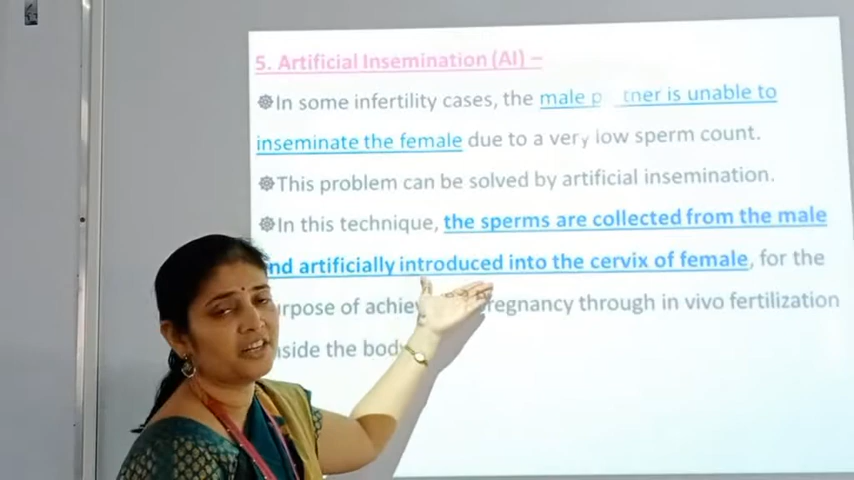 5. Artificial Insemination (AI) –
In some infertility cases, the male p tner is unable to
inseminate the female due to a very low sperm count.
This problem can be solved by artificial insemination.
In this technique, the sperms are collected from the male
nd artificially introduced into the cervix of female, for the
rpose of achie regnancy through in vivo fertilization
side the body